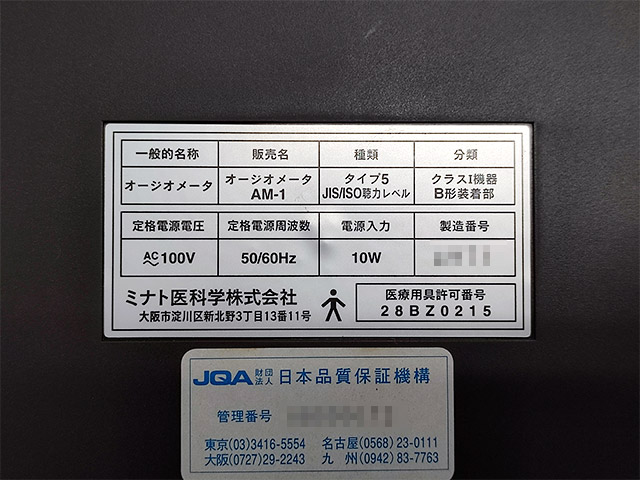 一般的名称 販売名 種類 分類
オージオメータ オージオメータ AM-1 タイプ5 JIS/ISO聴力レベル クラスI機器 B形装着部
定格電源電圧 定格電源周波数 電源入力 製造番号
AC 100V 50/60Hz 10W
ミナト医科学株式会社
大阪市淀川区新北野3丁目13番11号
医療用具許可番号
28BZ0215
JQA 財団法人 日本品質保証機構
管理番号
東京(03)3416-5554 名古屋(0568)23-0111
大阪(0727)29-2243 九 州(0942)83-7763